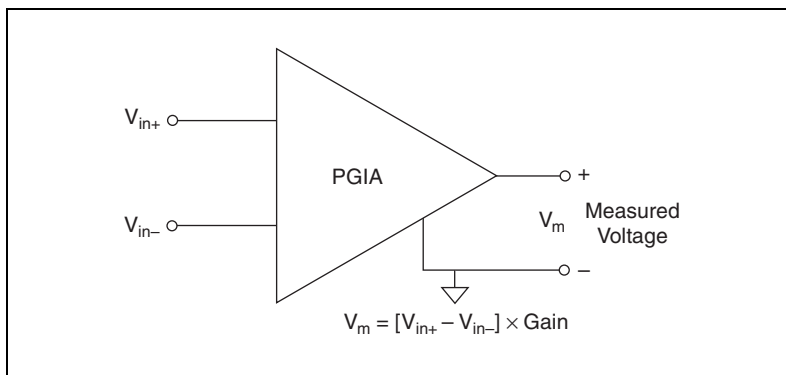 V_in+
PGIA
+
V_m Measured
Voltage
V_in–
–
V_m = [V_in+ – V_in–] × Gain